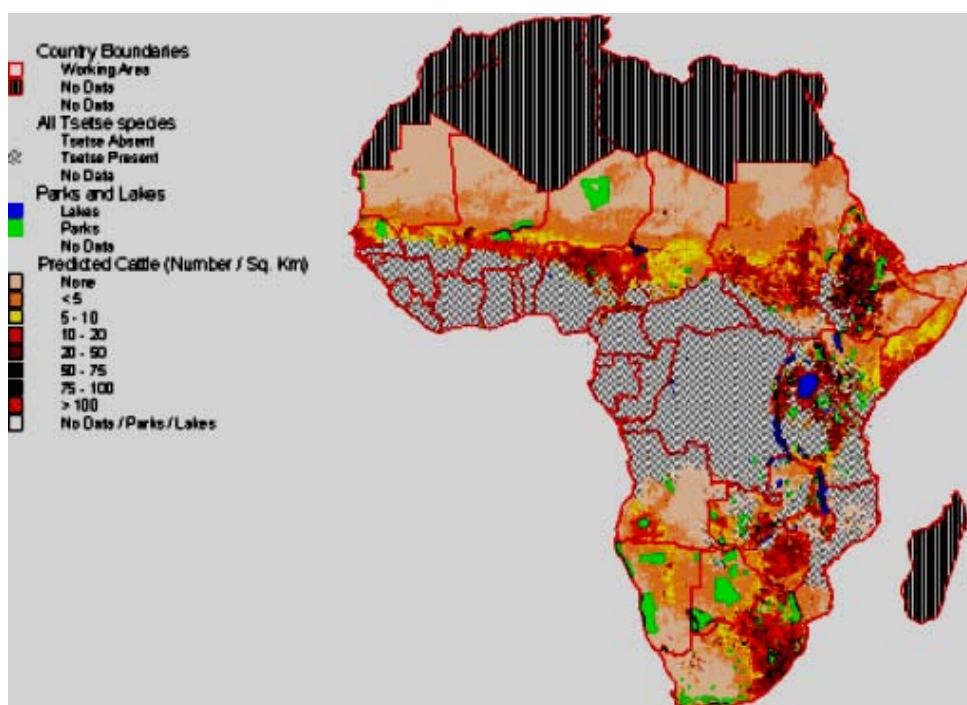 Country Boundaries
Working Area
No Data
No Data
All Tsetse species
Tsetse Absent
Tsetse Present
No Data
Parks and Lakes
Lakes
Parks
No Data
Predicted Cattle (Number / Sq. Km)
None
< 5
5 - 10
10 - 20
20 - 50
50 - 75
75 - 100
> 100
No Data / Parks / Lakes